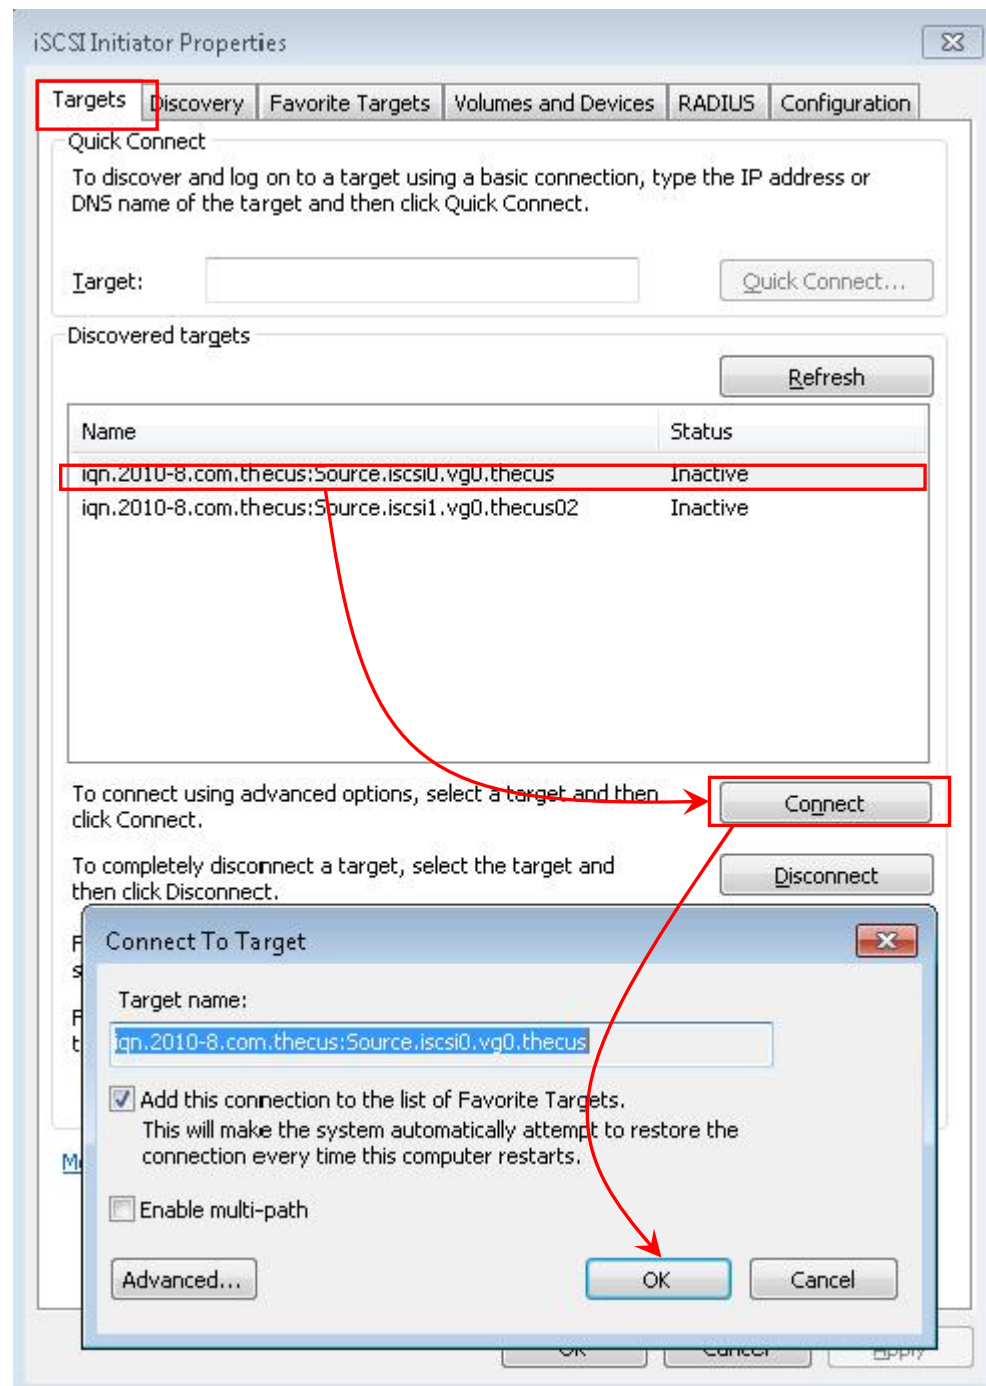 iSCSI Initiator Properties
Targets Discovery Favorite Targets Volumes and Devices RADIUS Configuration
Quick Connect
To discover and log on to a target using a basic connection, type the IP address or
DNS name of the target and then click Quick Connect.
Target:
Quick Connect...
Discovered targets
Refresh
Name Status
iqn.2010-8.com.thecus:Source.iscsi0.vg0.thecus Inactive
iqn.2010-8.com.thecus:Source.iscsi1.vg0.thecus02 Inactive
To connect using advanced options, select a target and then
click Connect.
Connect
To completely disconnect a target, select the target and
then click Disconnect.
Disconnect
Connect To Target
Target name:
iqn.2010-8.com.thecus:Source.iscsi0.vg0.thecus
Add this connection to the list of Favorite Targets.
This will make the system automatically attempt to restore the
connection every time this computer restarts.
Enable multi-path
Advanced... OK Cancel
OK Cancel Apply